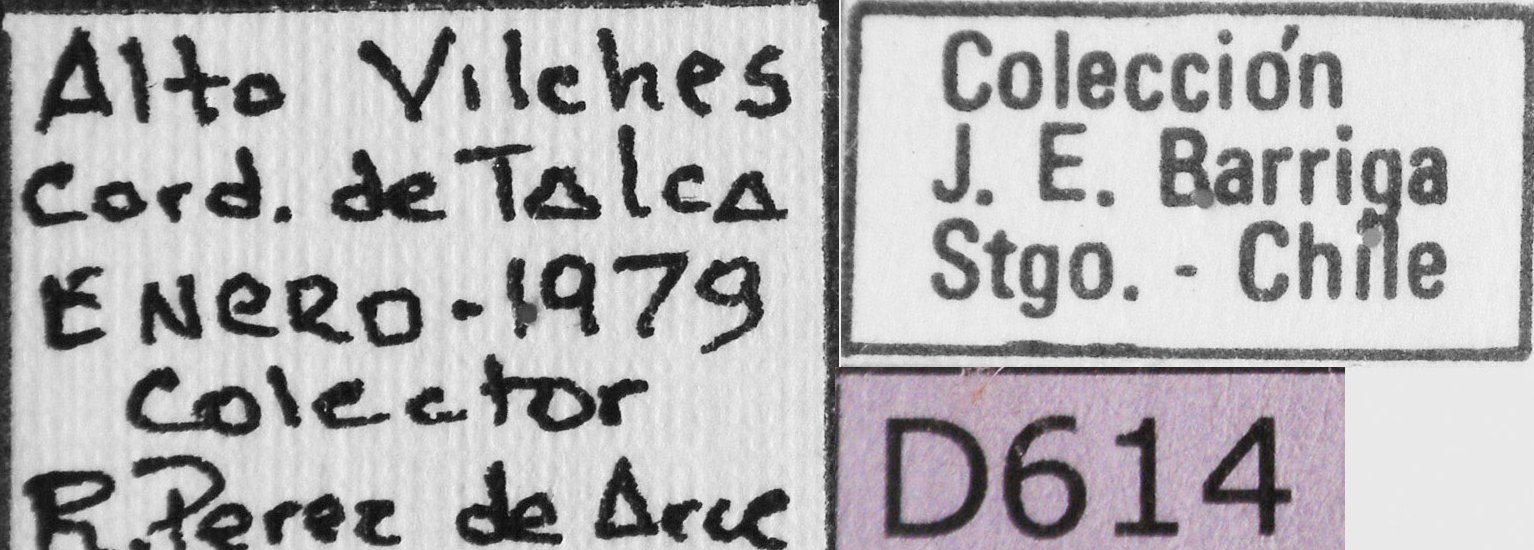 Alto Vilches
Cord. de Talca
ENERO-1979
Colector
R. Perez de Arce
Colección
J. E. Barriga
Stgo. - Chile
D614